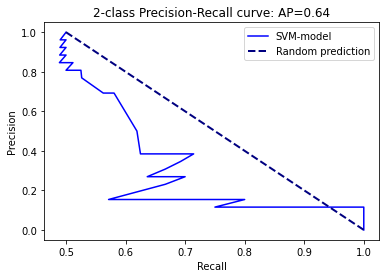 2-class Precision-Recall curve: AP=0.64
SVM-model
Random prediction
Precision
1.0
0.8
0.6
0.4
0.2
0.0
0.5
0.6
0.7
0.8
0.9
1.0
Recall